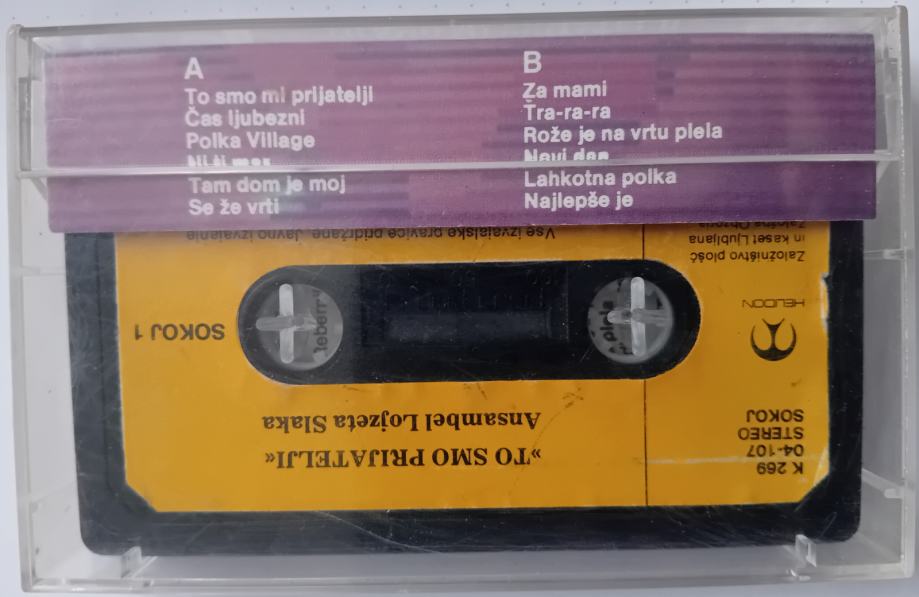 A
To smo mi prijatelji
Čas ljubezni
Polka Village
Tam dom je moj
Se že vrti
B
Za mami
Tra-ra-ra
Rože je na vrtu plela
Lahkotna polka
Najlepše je
Vse izvajalske pravice pridržane. Javno izvajanje
Založništvo plošč
in kaset Ljubljana
HELIDON
SOKOJ 1
»TO SMO PRIJATELJI«
Ansambel Lojzeta Slaka
K 269
04-107
STEREO
SOKOJ